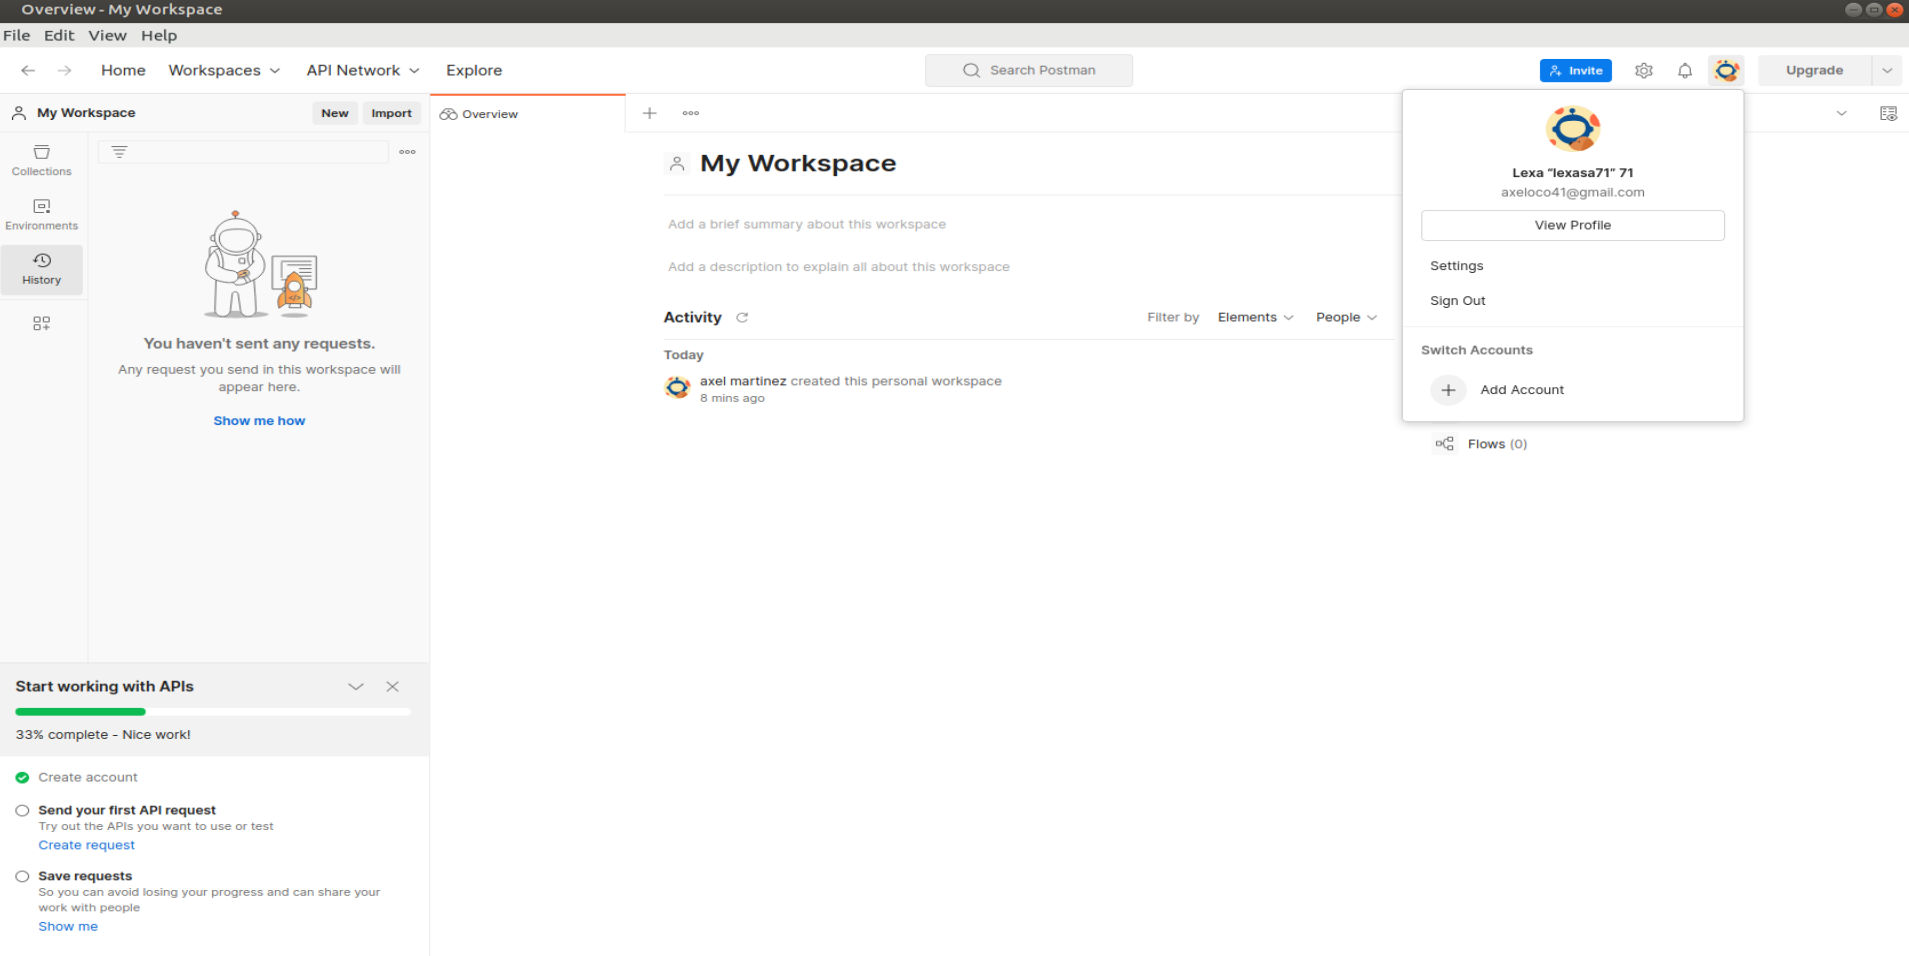 Overview - My Workspace
File Edit View Help
Home Workspaces API Network Explore
Search Postman
Invite
Upgrade
My Workspace
New Import
Overview
Collections
Environments
History
You haven't sent any requests.
Any request you send in this workspace will
appear here.
Show me how
Start working with APIs
33% complete - Nice work!
Create account
Send your first API request
Try out the APIs you want to use or test
Create request
Save requests
So you can avoid losing your progress and can share your
work with people
Show me
My Workspace
Add a brief summary about this workspace
Add a description to explain all about this workspace
Activity
Filter by Elements People
Today
axel martinez created this personal workspace
8 mins ago
Lexa “lexasa71” 71
axeloco41@gmail.com
View Profile
Settings
Sign Out
Switch Accounts
Add Account
Flows (0)